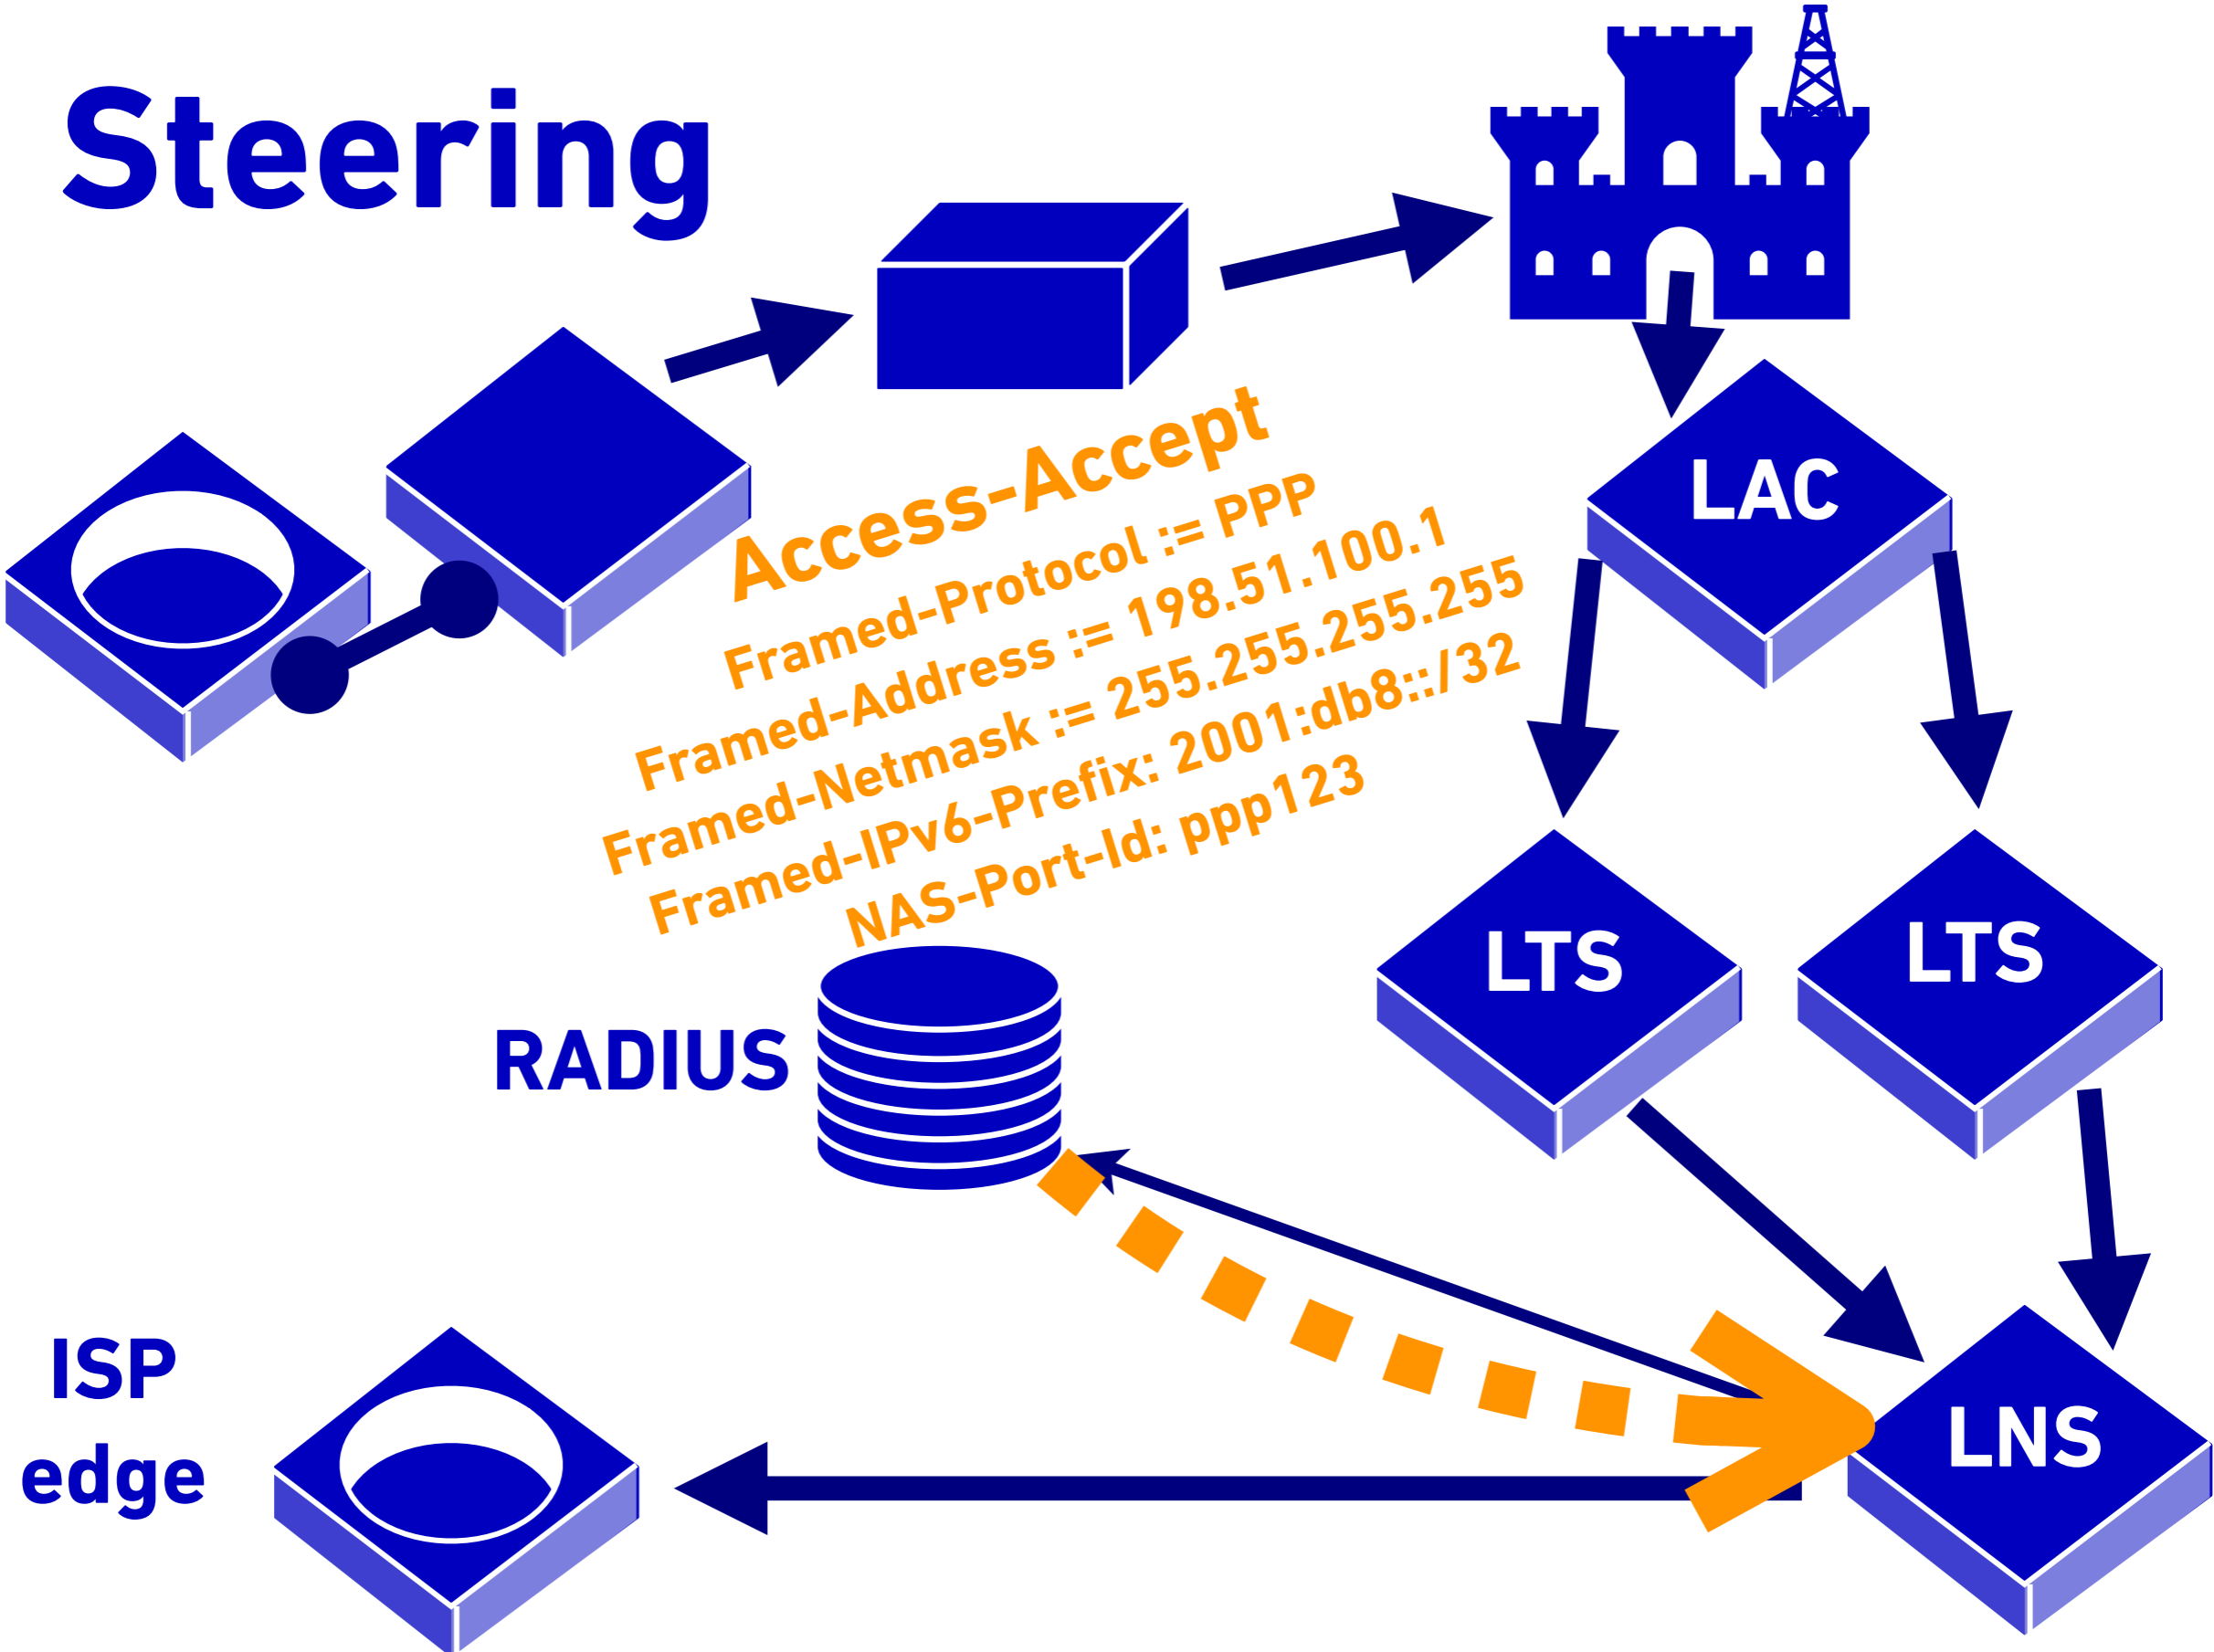 Steering
LAC
Access-Accept
Framed-Protocol := PPP
Framed-Address := 198.51.100.1
Framed-Netmask := 255.255.255.255
Framed-IPv6-Prefix: 2001:db8::/32
NAS-Port-Id: ppp123
LTS
LTS
RADIUS
ISP
edge
LNS